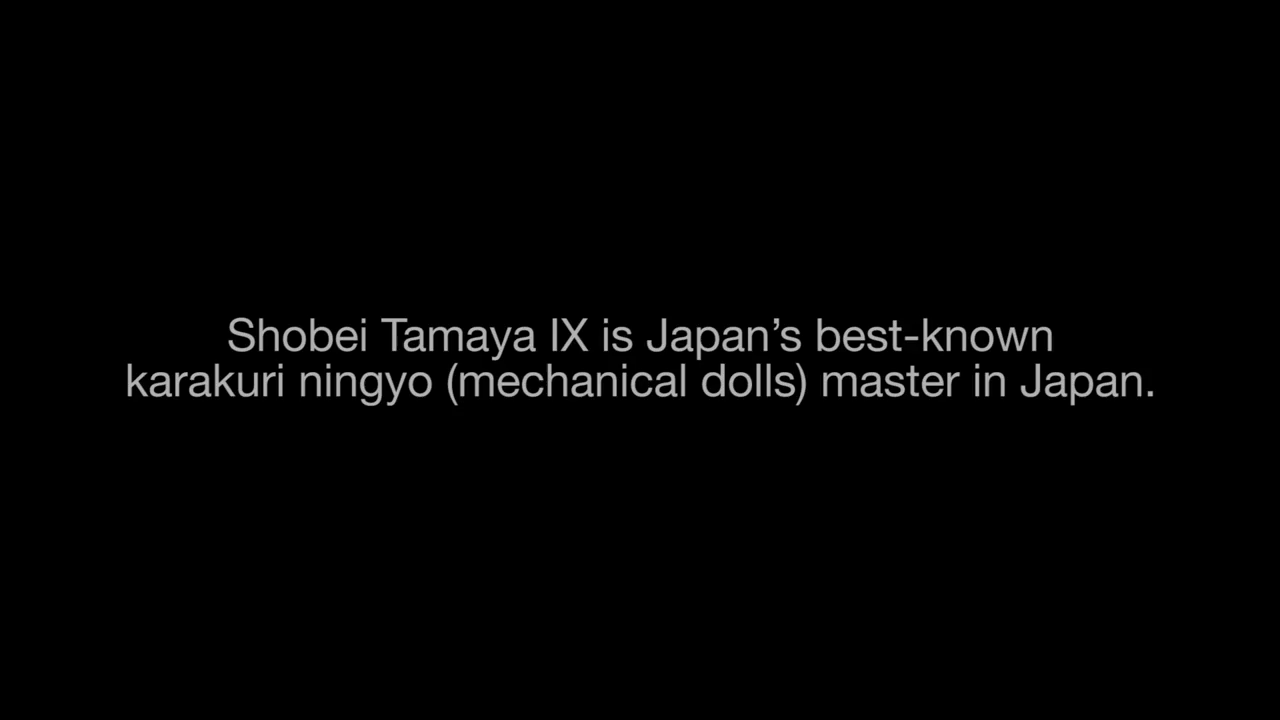 Shobei Tamaya IX is Japan’s best-known
karakuri ningyo (mechanical dolls) master in Japan.